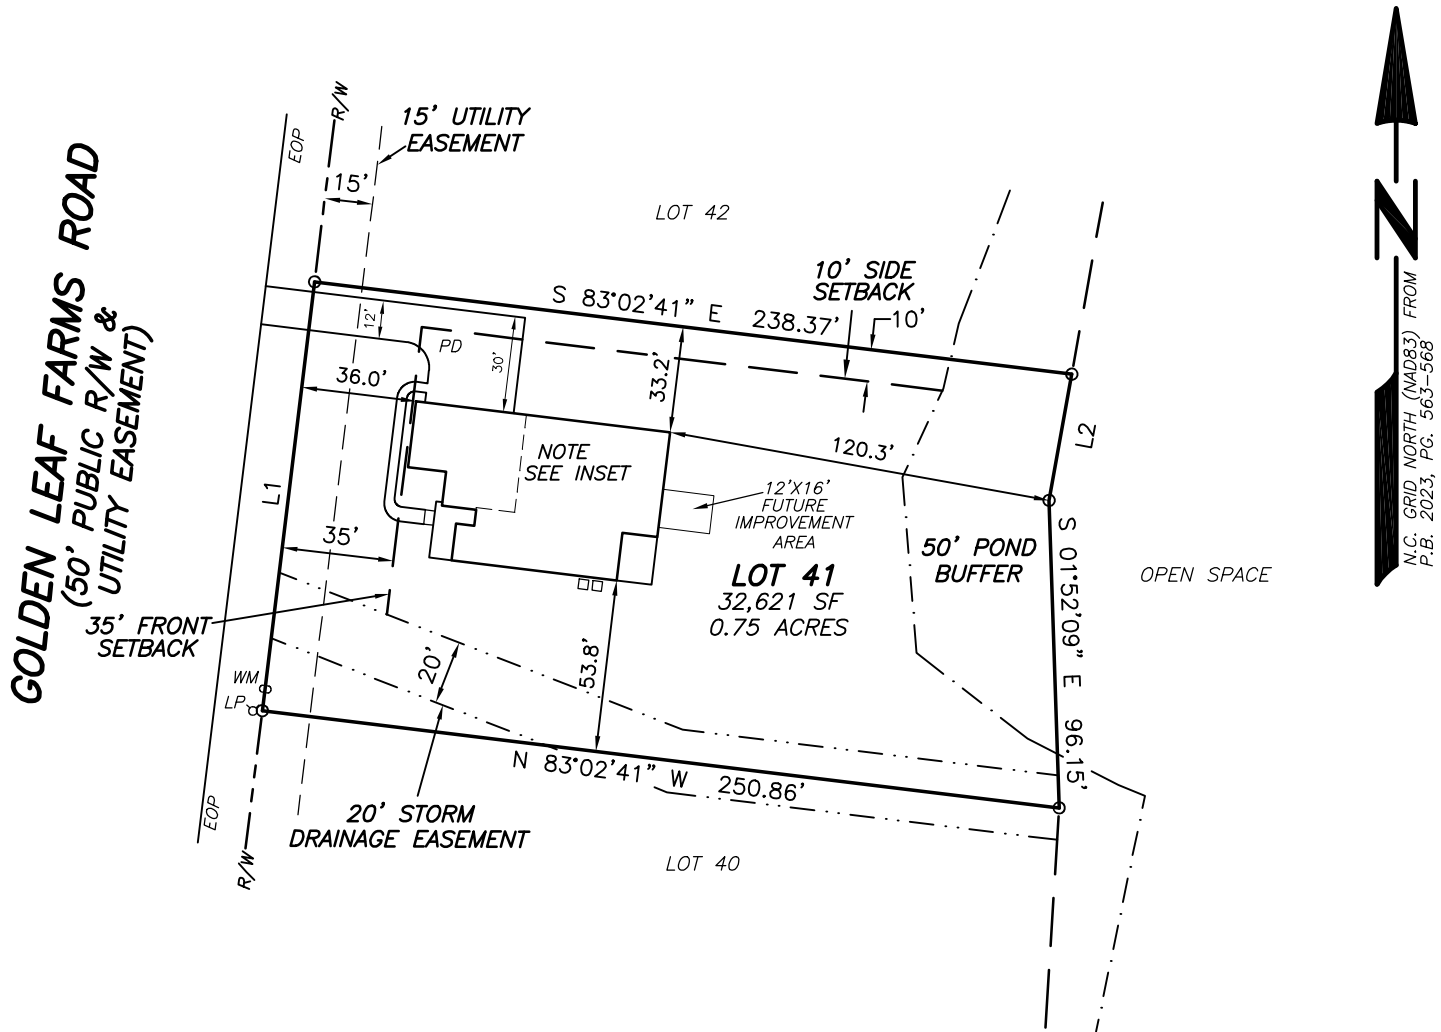 GOLDEN LEAF FARMS ROAD
(50' PUBLIC R/W &
UTILITY EASEMENT)
EOP
R/W
15' UTILITY
EASEMENT
15'
LOT 42
10' SIDE
SETBACK
10'
S 83°02'41" E 238.37'
12'
PD
30'
33.2'
36.0'
NOTE
SEE INSET
120.3'
L2
L1
12'X16'
FUTURE
IMPROVEMENT
AREA
35'
50' POND
BUFFER
LOT 41
32,621 SF
0.75 ACRES
OPEN SPACE
S 01°52'09" E 96.15'
35' FRONT
SETBACK
20'
53.8'
WM
LP
N 83°02'41" W 250.86'
20' STORM
DRAINAGE EASEMENT
EOP
R/W
LOT 40
N
N.C. GRID NORTH (NAD83) FROM
P.B. 2023, PG. 563-568